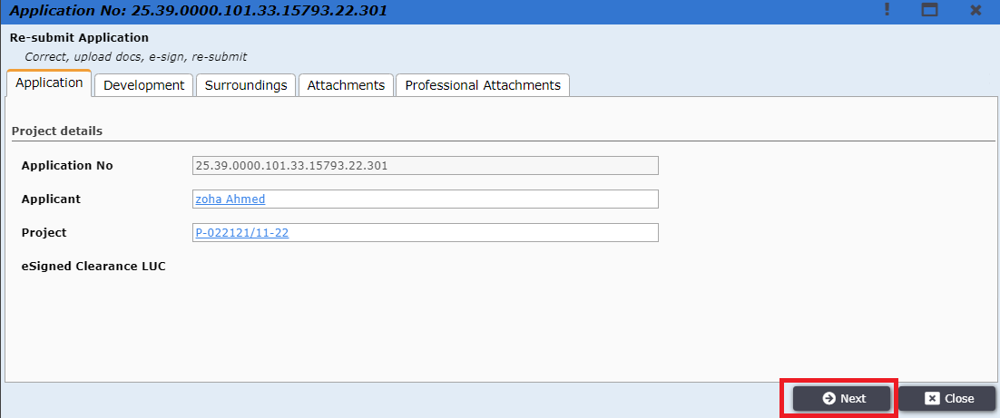 Application No: 25.39.0000.101.33.15793.22.301
Re-submit Application
Correct, upload docs, e-sign, re-submit
Application Development Surroundings Attachments Professional Attachments
Project details
Application No 25.39.0000.101.33.15793.22.301
Applicant zoha Ahmed
Project P-022121/11-22
eSigned Clearance LUC
Next Close